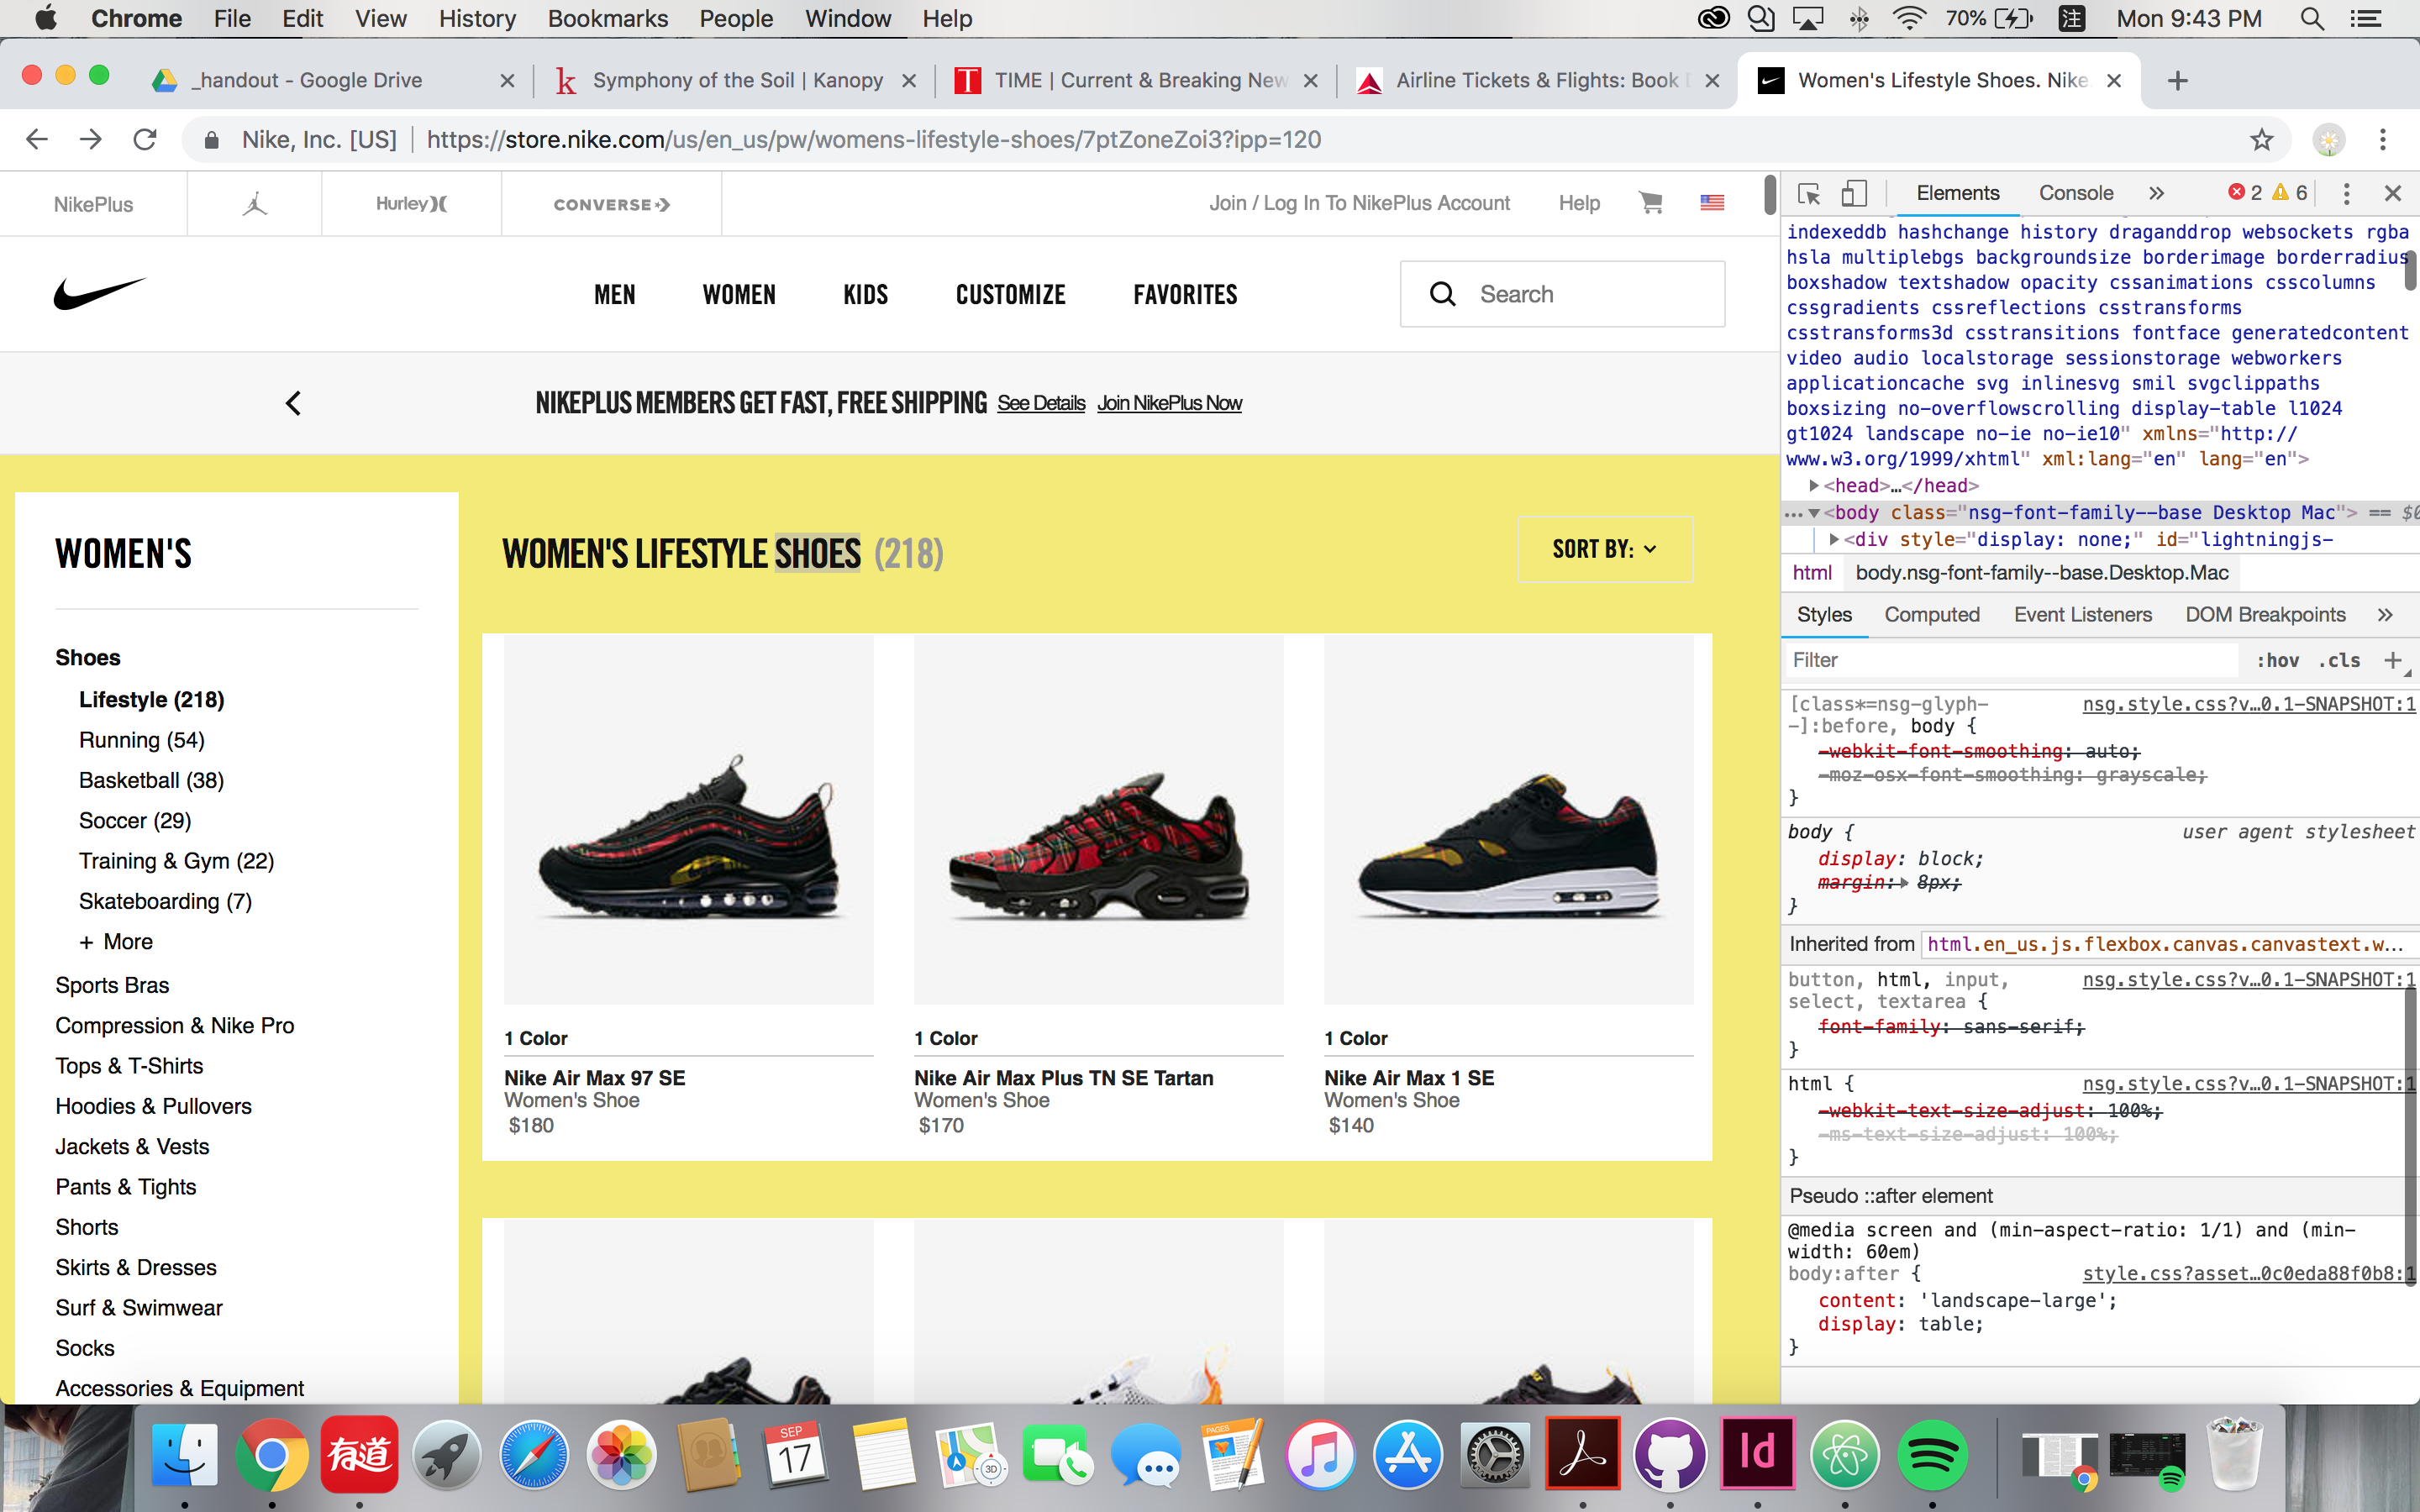 Chrome File Edit View History Bookmarks People Window Help 70% 注 Mon 9:43 PM
_handout - Google Drive
Symphony of the Soil | Kanopy
TIME | Current & Breaking New
Airline Tickets & Flights: Book
Women's Lifestyle Shoes. Nike.
Nike, Inc. [US] https://store.nike.com/us/en_us/pw/womens-lifestyle-shoes/7ptZoneZoi3?ipp=120
NikePlus Hurley CONVERSE Join / Log In To NikePlus Account Help
MEN WOMEN KIDS CUSTOMIZE FAVORITES Search
NIKEPLUS MEMBERS GET FAST, FREE SHIPPING See Details Join NikePlus Now
WOMEN'S
Shoes
Lifestyle (218)
Running (54)
Basketball (38)
Soccer (29)
Training & Gym (22)
Skateboarding (7)
+ More
Sports Bras
Compression & Nike Pro
Tops & T-Shirts
Hoodies & Pullovers
Jackets & Vests
Pants & Tights
Shorts
Skirts & Dresses
Surf & Swimwear
Socks
Accessories & Equipment
WOMEN'S LIFESTYLE SHOES (218)
SORT BY:
1 Color
Nike Air Max 97 SE
Women's Shoe
$180
1 Color
Nike Air Max Plus TN SE Tartan
Women's Shoe
$170
1 Color
Nike Air Max 1 SE
Women's Shoe
$140
Elements Console » 2 6
indexeddb hashchange history draganddrop websockets rgba
hsla multiplebgs backgroundsize borderimage borderradius
boxshadow textshadow opacity cssanimations csscolumns
cssgradients cssreflections csstransforms
csstransforms3d csstransitions fontface generatedcontent
video audio localstorage sessionstorage webworkers
applicationcache svg inlinesvg smil svgclippaths
boxsizing no-overflowscrolling display-table l1024
gt1024 landscape no-ie no-ie10" xmlns="http://
www.w3.org/1999/xhtml" xml:lang="en" lang="en">
<head>…</head>
… <body class="nsg-font-family--base Desktop Mac"> == $0
<div style="display: none;" id="lightningjs-
html body.nsg-font-family--base.Desktop.Mac
Styles Computed Event Listeners DOM Breakpoints »
Filter :hov .cls +
[class*=nsg-glyph- nsg.style.css?v…0.1-SNAPSHOT:1
-]:before, body {
-webkit-font-smoothing: auto;
-moz-osx-font-smoothing: grayscale;
}
body { user agent stylesheet
display: block;
margin: 8px;
}
Inherited from html.en_us.js.flexbox.canvas.canvastext.w…
button, html, input, nsg.style.css?v…0.1-SNAPSHOT:1
select, textarea {
font-family: sans-serif;
}
html { nsg.style.css?v…0.1-SNAPSHOT:1
-webkit-text-size-adjust: 100%;
-ms-text-size-adjust: 100%;
}
Pseudo ::after element
@media screen and (min-aspect-ratio: 1/1) and (min-
width: 60em)
body:after { style.css?asset…0c0eda88f0b8:1
content: 'landscape-large';
display: table;
}
有道
SEP
17
3D
PAGES
Id